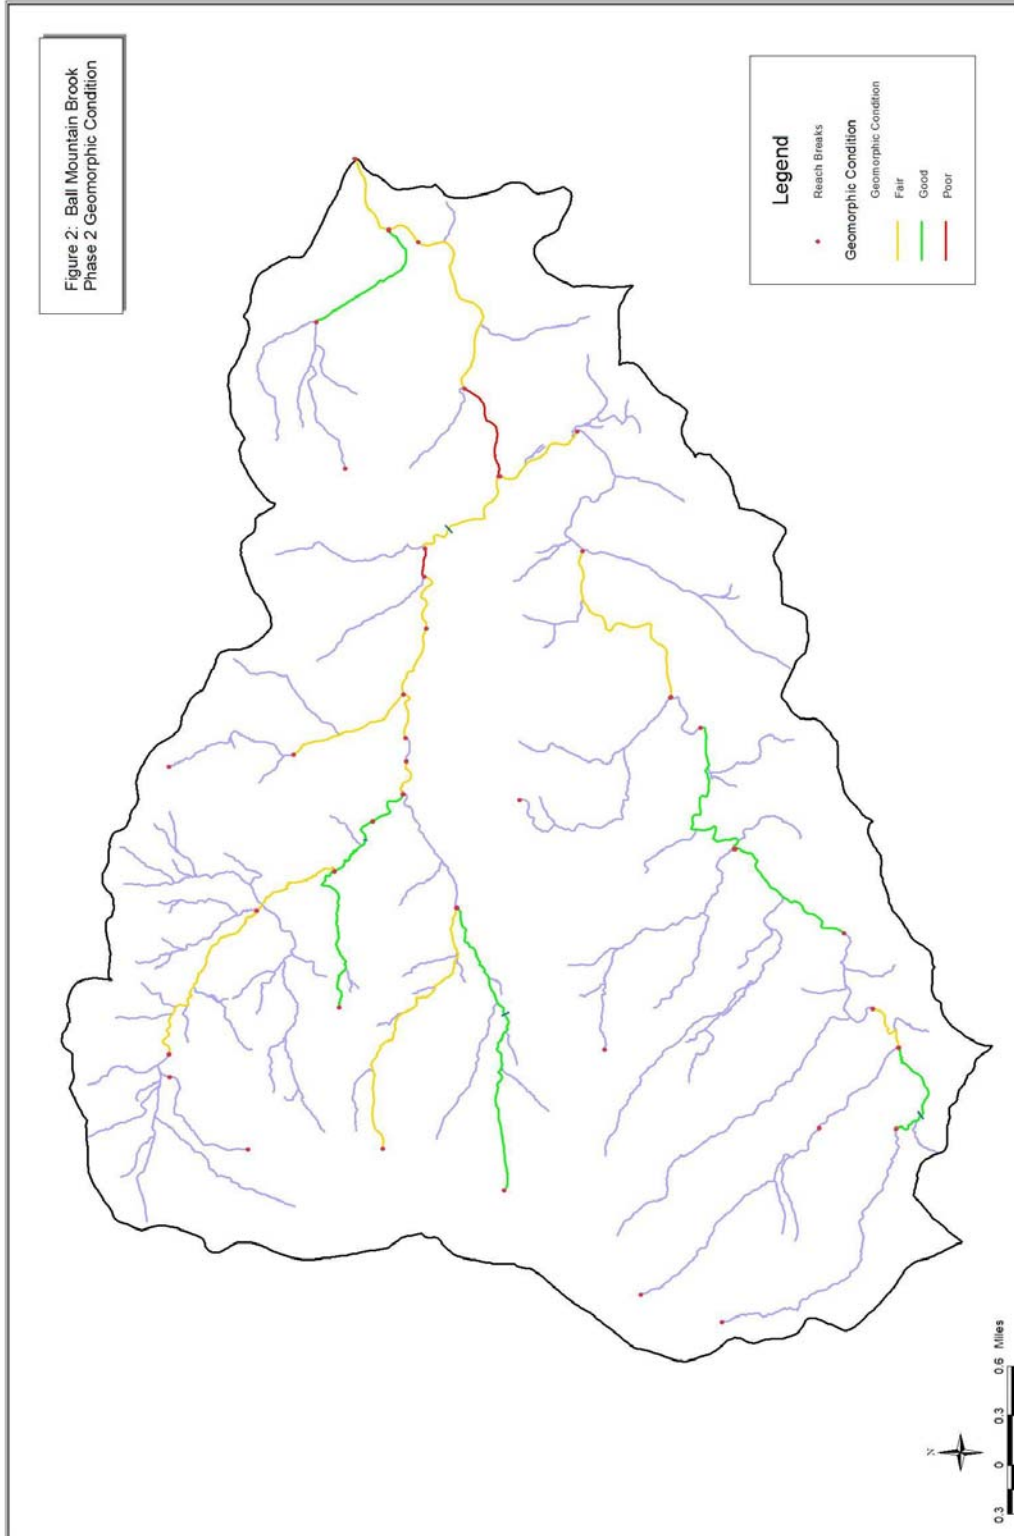 Figure 2: Ball Mountain Brook
Phase 2 Geomorphic Condition
Legend
Reach Breaks
Geomorphic Condition
Geomorphic Condition
Fair
Good
Poor
N
0.3 0 0.3 0.6 Miles